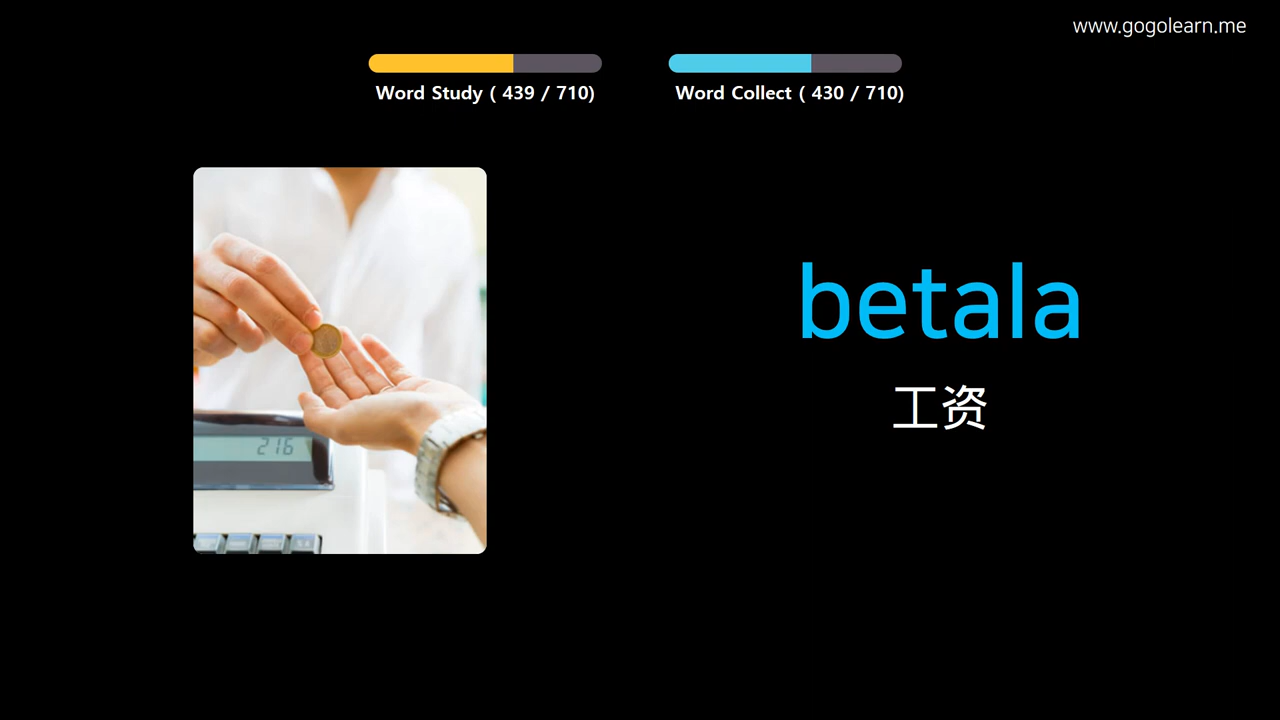 www.gogolearn.me
Word Study ( 439 / 710)
Word Collect ( 430 / 710)
betala
工资
216